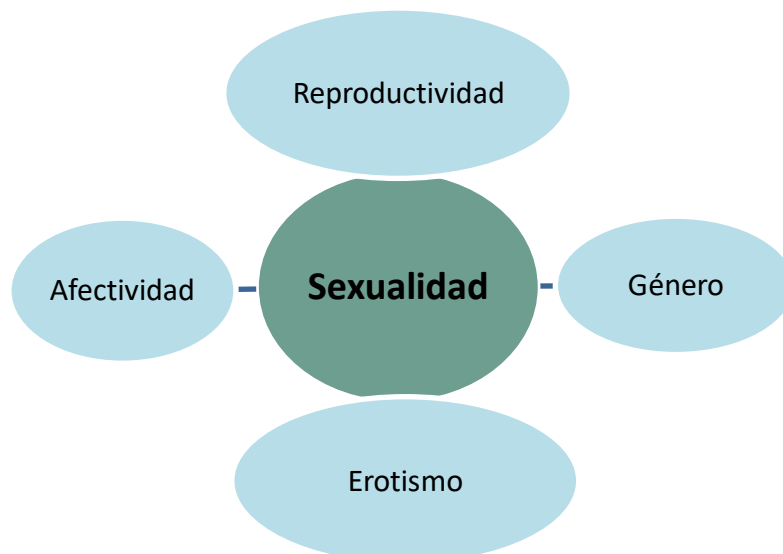 Reproductividad
Afectividad
Sexualidad
Género
Erotismo